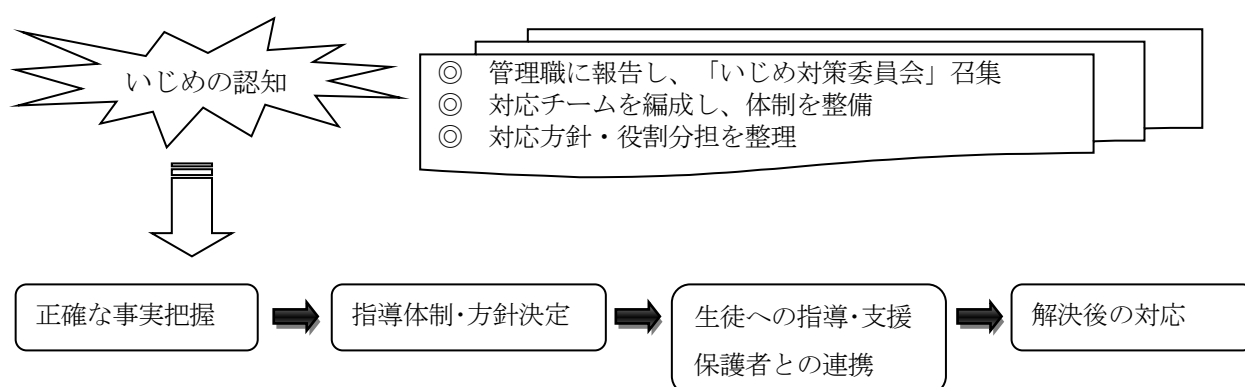 いじめの認知
◎ 管理職に報告し、「いじめ対策委員会」召集
◎ 対応チームを編成し、体制を整備
◎ 対応方針・役割分担を整理
正確な事実把握
指導体制・方針決定
生徒への指導・支援
保護者との連携
解決後の対応